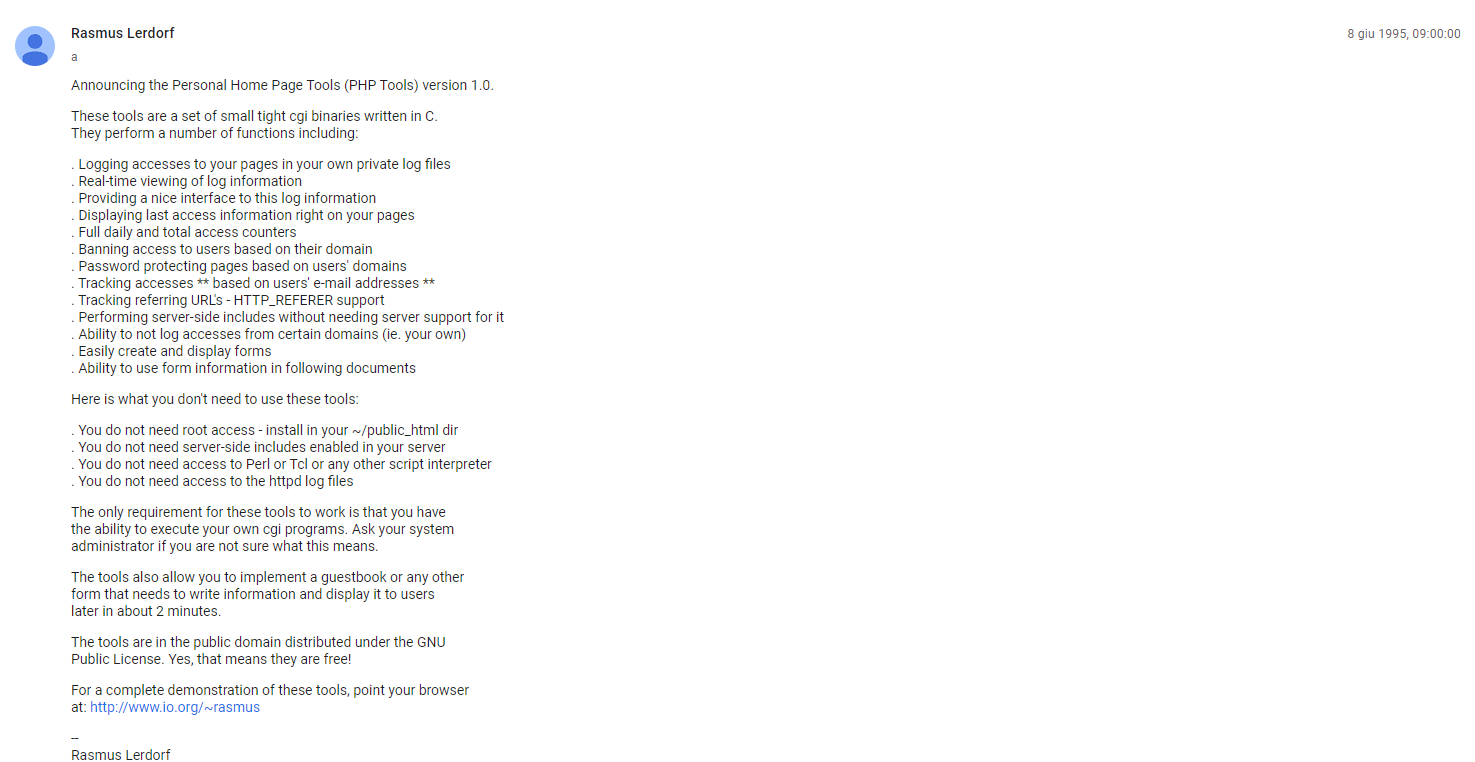 Rasmus Lerdorf
8 giu 1995, 09:00:00
a
Announcing the Personal Home Page Tools (PHP Tools) version 1.0.
These tools are a set of small tight cgi binaries written in C.
They perform a number of functions including:
. Logging accesses to your pages in your own private log files
. Real-time viewing of log information
. Providing a nice interface to this log information
. Displaying last access information right on your pages
. Full daily and total access counters
. Banning access to users based on their domain
. Password protecting pages based on users' domains
. Tracking accesses ** based on users' e-mail addresses **
. Tracking referring URL's - HTTP_REFERER support
. Performing server-side includes without needing server support for it
. Ability to not log accesses from certain domains (ie. your own)
. Easily create and display forms
. Ability to use form information in following documents
Here is what you don't need to use these tools:
. You do not need root access - install in your ~/public_html dir
. You do not need server-side includes enabled in your server
. You do not need access to Perl or Tcl or any other script interpreter
. You do not need access to the httpd log files
The only requirement for these tools to work is that you have
the ability to execute your own cgi programs. Ask your system
administrator if you are not sure what this means.
The tools also allow you to implement a guestbook or any other
form that needs to write information and display it to users
later in about 2 minutes.
The tools are in the public domain distributed under the GNU
Public License. Yes, that means they are free!
For a complete demonstration of these tools, point your browser
at: http://www.io.org/~rasmus
--
Rasmus Lerdorf